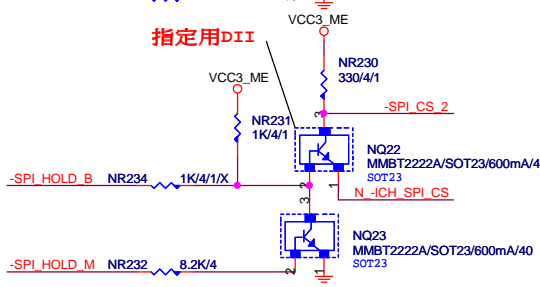 VCC3_ME
指定用DII
NR230
330/4/1
VCC3_ME
-SPI_CS_2
3
NR231
1K/4/1
NQ22
MMBT2222A/SOT23/600mA/4
SOT23
-SPI_HOLD_B
NR234
1K/4/1/X
2
1
N_-ICH_SPI_CS
3
NQ23
MMBT2222A/SOT23/600mA/40
SOT23
-SPI_HOLD_M
NR232
8.2K/4
2
1